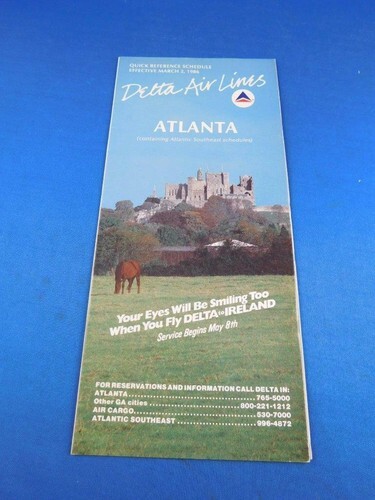 QUICK REFERENCE SCHEDULE
EFFECTIVE MARCH 2, 1986
Delta Air Lines
ATLANTA
(containing Atlantic Southeast schedules)
Your Eyes Will Be Smiling Too
When You Fly DELTA to IRELAND
Service Begins May 8th
FOR RESERVATIONS AND INFORMATION CALL DELTA IN:
ATLANTA..............................765-5000
Other GA cities..........................800-221-1212
AIR CARGO..............................530-7000
ATLANTIC SOUTHEAST....................996-4872